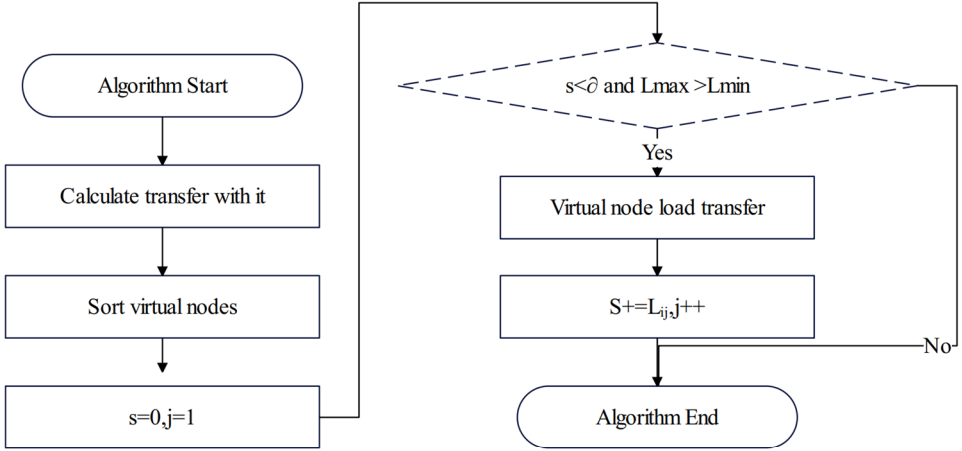 Algorithm Start
Calculate transfer with it
Sort virtual nodes
s=0,j=1
s<∂ and Lmax >Lmin
Yes
Virtual node load transfer
S+=Lij,j++
No
Algorithm End